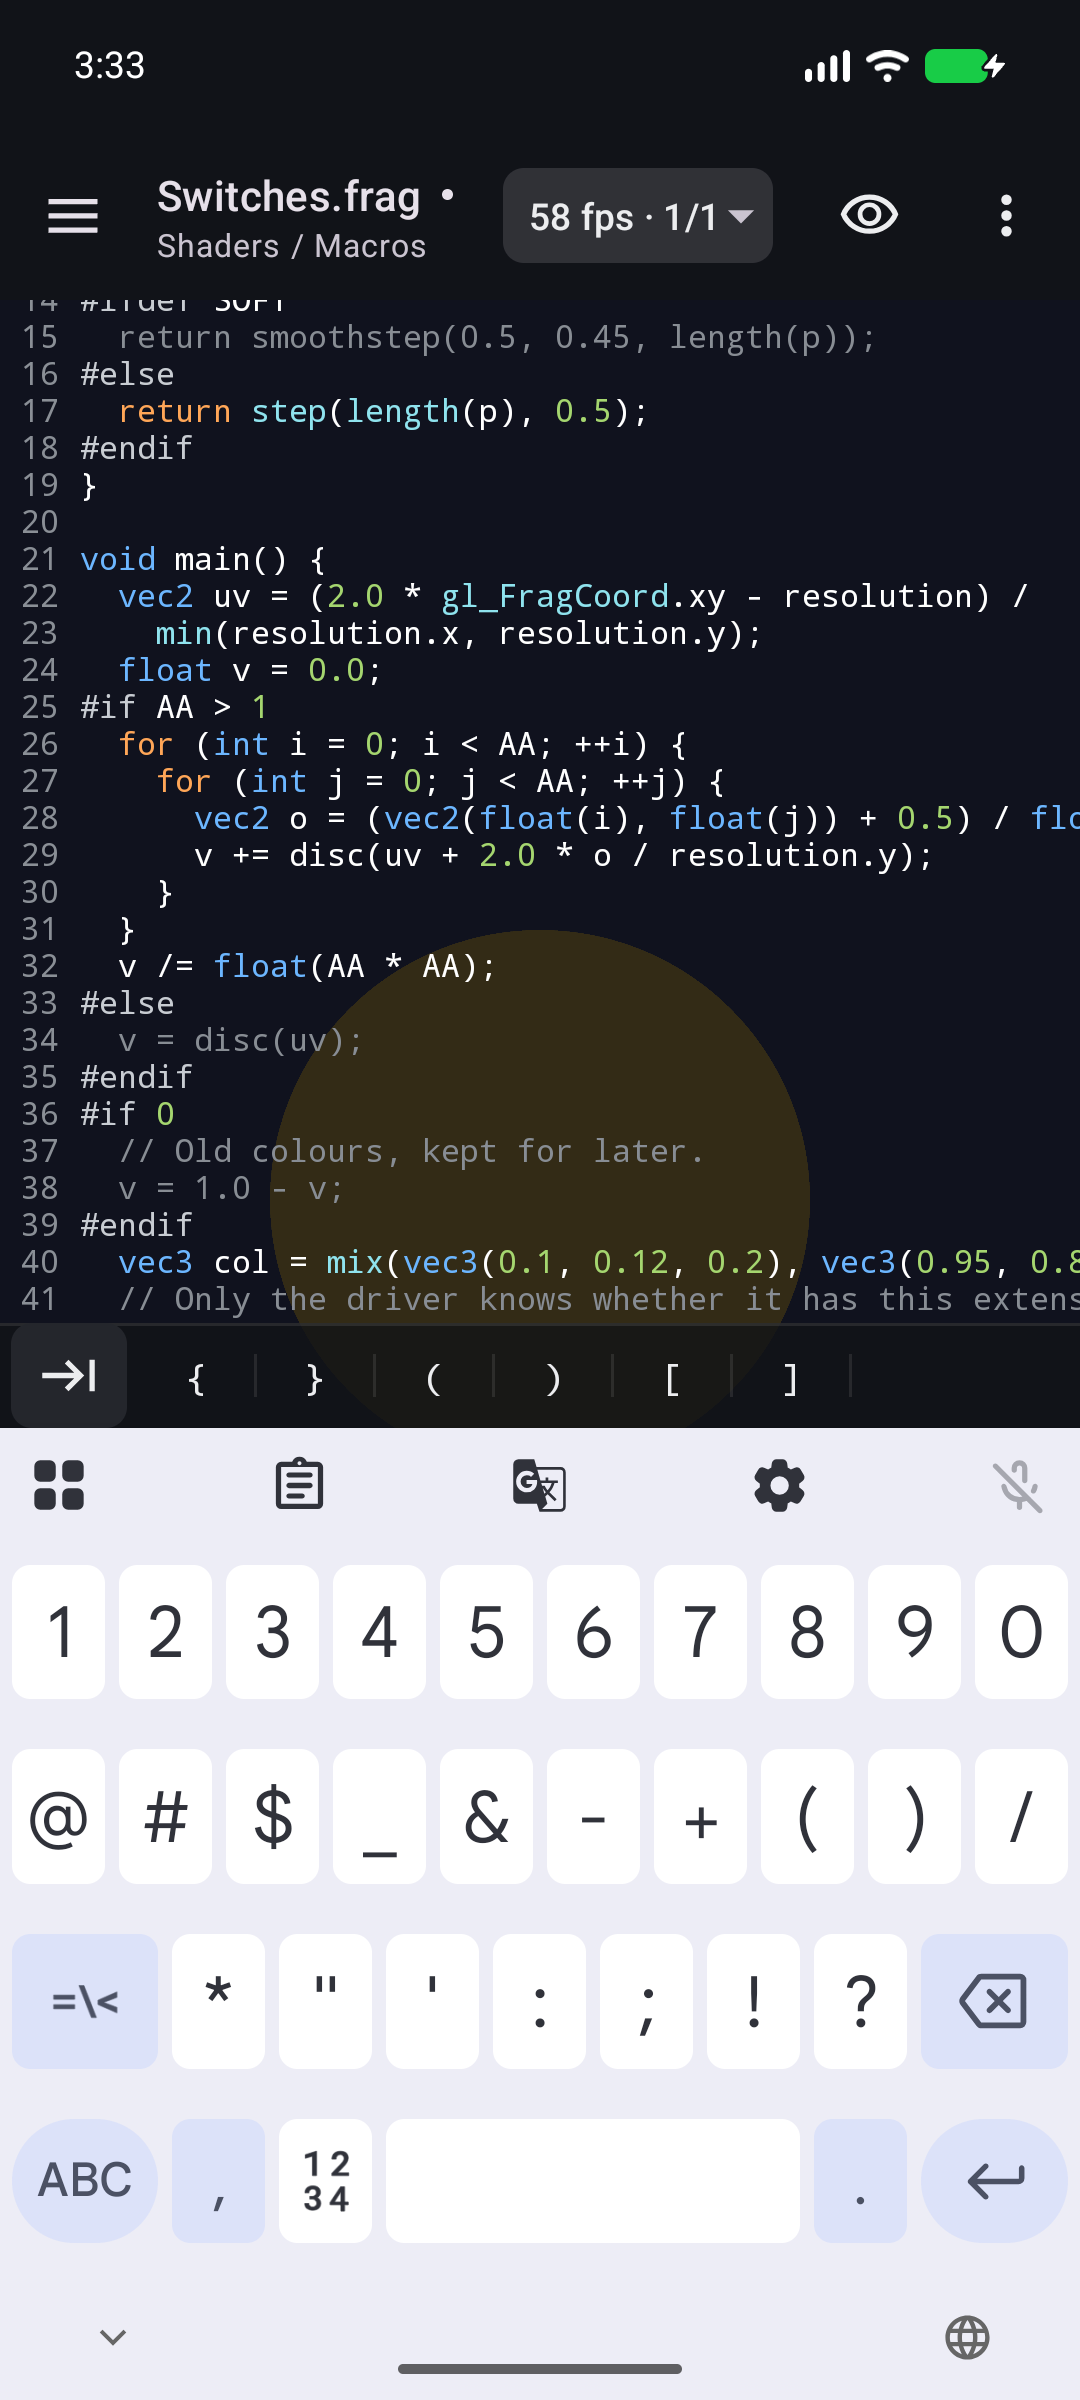 3:33
Switches.frag •
Shaders / Macros
58 fps · 1/1
14 #ifdef SOFT
15 return smoothstep(0.5, 0.45, length(p));
16 #else
17 return step(length(p), 0.5);
18 #endif
19 }
20
21 void main() {
22 vec2 uv = (2.0 * gl_FragCoord.xy - resolution) /
23 min(resolution.x, resolution.y);
24 float v = 0.0;
25 #if AA > 1
26 for (int i = 0; i < AA; ++i) {
27 for (int j = 0; j < AA; ++j) {
28 vec2 o = (vec2(float(i), float(j)) + 0.5) / flo
29 v += disc(uv + 2.0 * o / resolution.y);
30 }
31 }
32 v /= float(AA * AA);
33 #else
34 v = disc(uv);
35 #endif
36 #if 0
37 // Old colours, kept for later.
38 v = 1.0 - v;
39 #endif
40 vec3 col = mix(vec3(0.1, 0.12, 0.2), vec3(0.95, 0.8
41 // Only the driver knows whether it has this extens
{ } ( ) [ ]
1 2 3 4 5 6 7 8 9 0
@ # $ _ & - + ( ) /
=\< * " ' : ; ! ?
ABC , 12 34 .